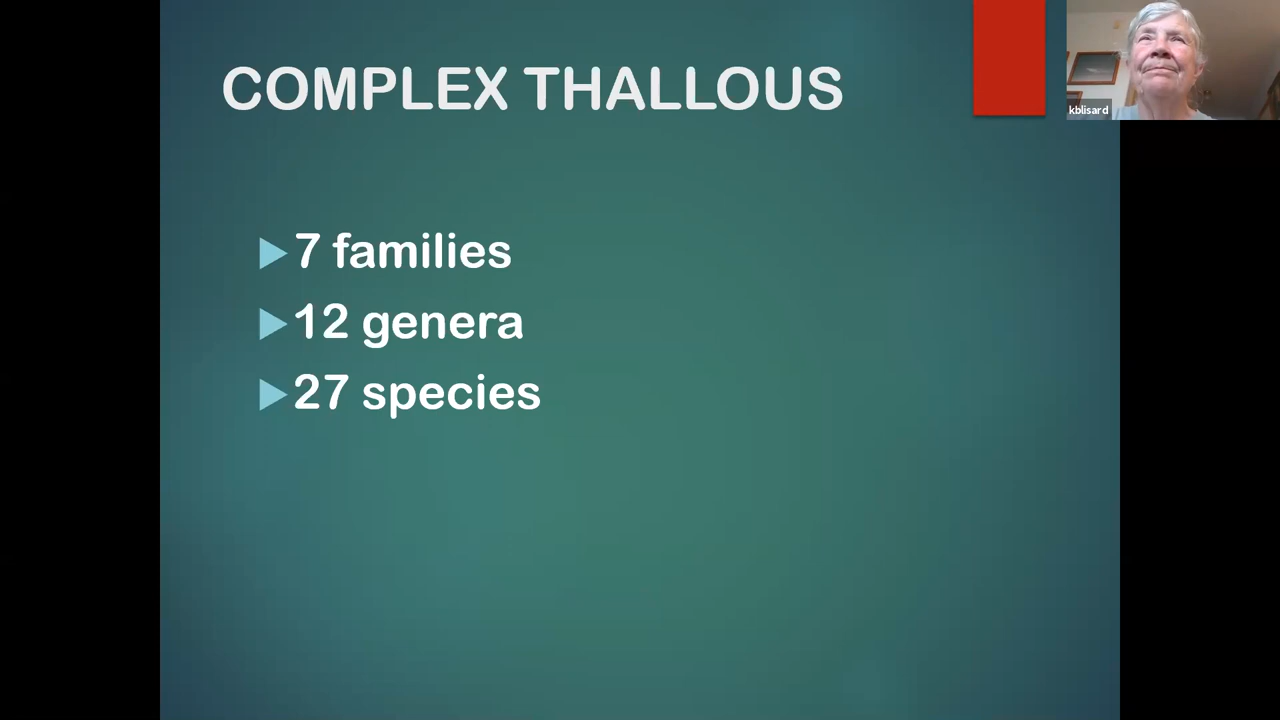 COMPLEX THALLOUS
kblisard
7 families
12 genera
27 species